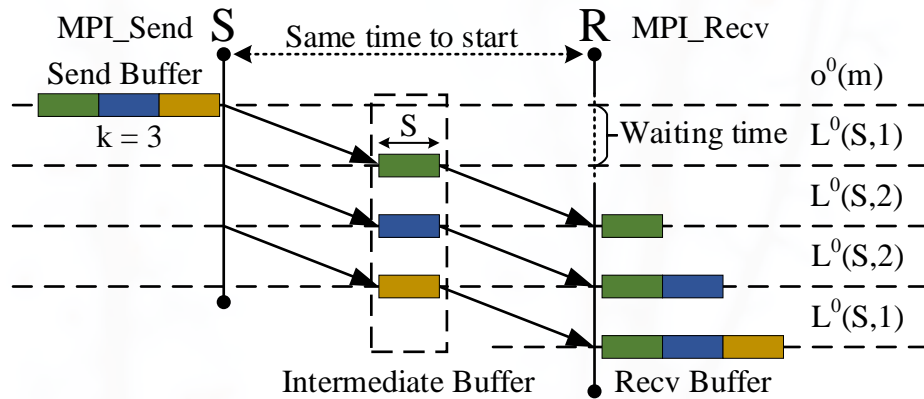 MPI_Send S Same time to start R MPI_Recv
Send Buffer
o⁰(m)
k = 3
S
Waiting time
L⁰(S,1)
L⁰(S,2)
L⁰(S,2)
L⁰(S,1)
Intermediate Buffer
Recv Buffer